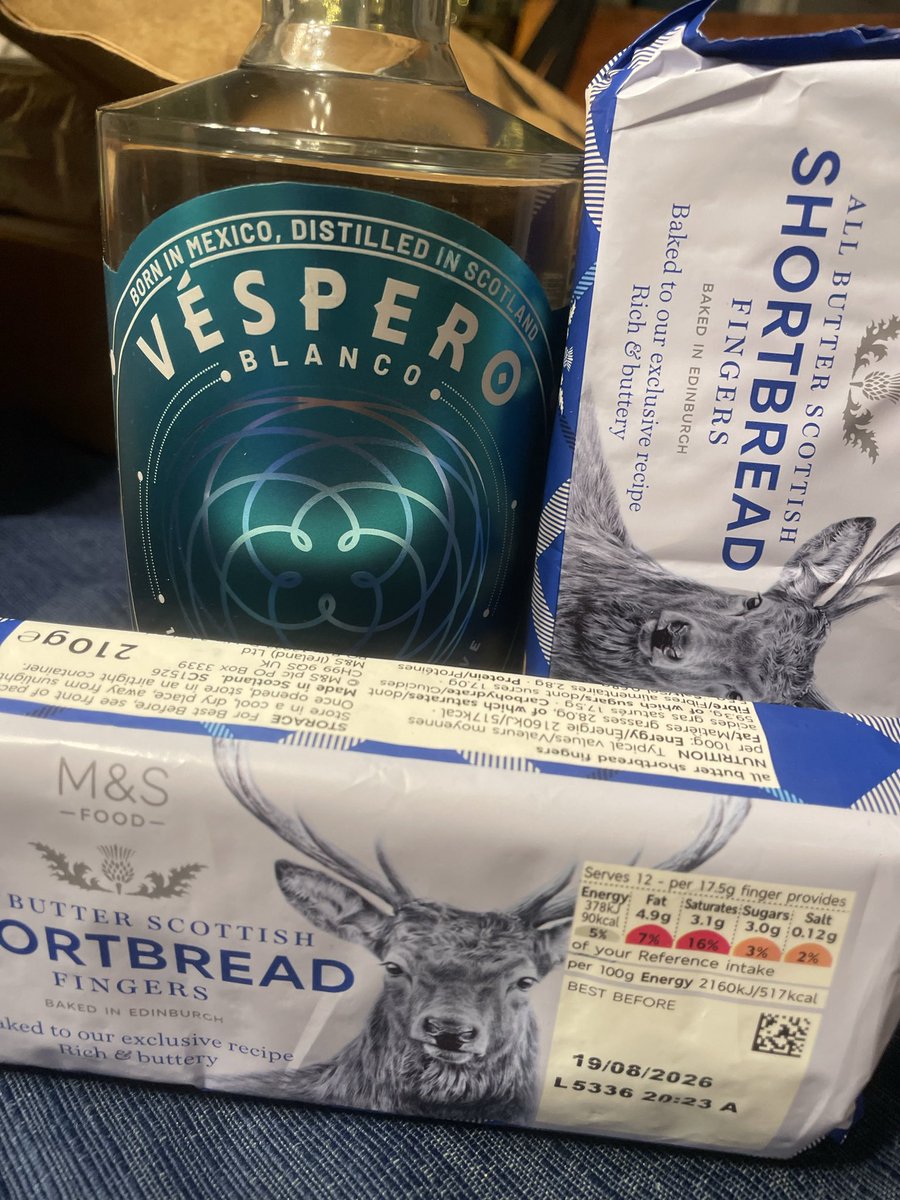 BORN IN MEXICO, DISTILLED IN SCOTLAND
VÉSPERO
BLANCO
ALL BUTTER SCOTTISH
SHORTBREAD
FINGERS
BAKED IN EDINBURGH
Baked to our exclusive recipe
Rich & buttery
all butter shortbread fingers
NUTRITION Typical values/Valeurs moyennes
per 100g: Energy/Energie 2160kJ/517kcal,
Fat/Matières grasses 28.0g, of which saturates/dont
acides gras saturés 17.5g, Carbohydrate/Glucides
59.3g, of which sugars/dont sucres 17.0g,
Fibre/Fibres alimentaires 2.8g, Protein/Protéines
STORAGE
For Best Before, see front of pack.
Store in a cool, dry place, away from sunlight.
Once opened, store in an airtight container.
Made in Scotland. SC1526
© M&S plc PO Box 3339
CH99 9QS UK
M&S (Ireland) Ltd
210g e
M&S
FOOD
BUTTER SCOTTISH
ORTBREAD
FINGERS
BAKED IN EDINBURGH
aked to our exclusive recipe
Rich & buttery
Serves 12 - per 17.5g finger provides
Energy Fat Saturates Sugars Salt
378kJ 90kcal 4.9g 3.1g 3.0g 0.12g
5% 7% 16% 3% 2%
of your Reference intake
per 100g Energy 2160kJ/517kcal
BEST BEFORE
19/08/2026
L5336 20:23 A